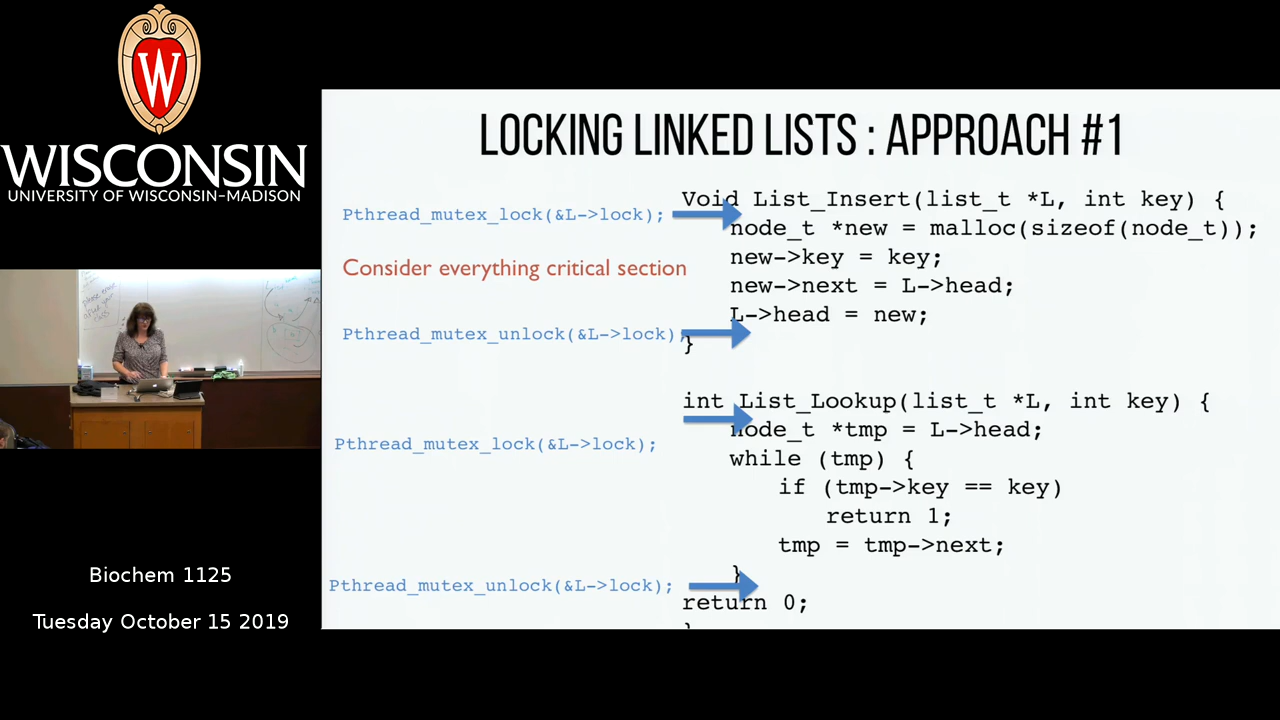 W
WISCONSIN
UNIVERSITY OF WISCONSIN–MADISON
please
after
class
Biochem 1125
Tuesday October 15 2019
LOCKING LINKED LISTS : APPROACH #1
Pthread_mutex_lock(&L->lock);
Consider everything critical section
Pthread_mutex_unlock(&L->lock);
Pthread_mutex_lock(&L->lock);
Pthread_mutex_unlock(&L->lock);
Void List_Insert(list_t *L, int key) {
node_t *new = malloc(sizeof(node_t));
new->key = key;
new->next = L->head;
L->head = new;
}
int List_Lookup(list_t *L, int key) {
node_t *tmp = L->head;
while (tmp) {
if (tmp->key == key)
return 1;
tmp = tmp->next;
}
return 0;
}